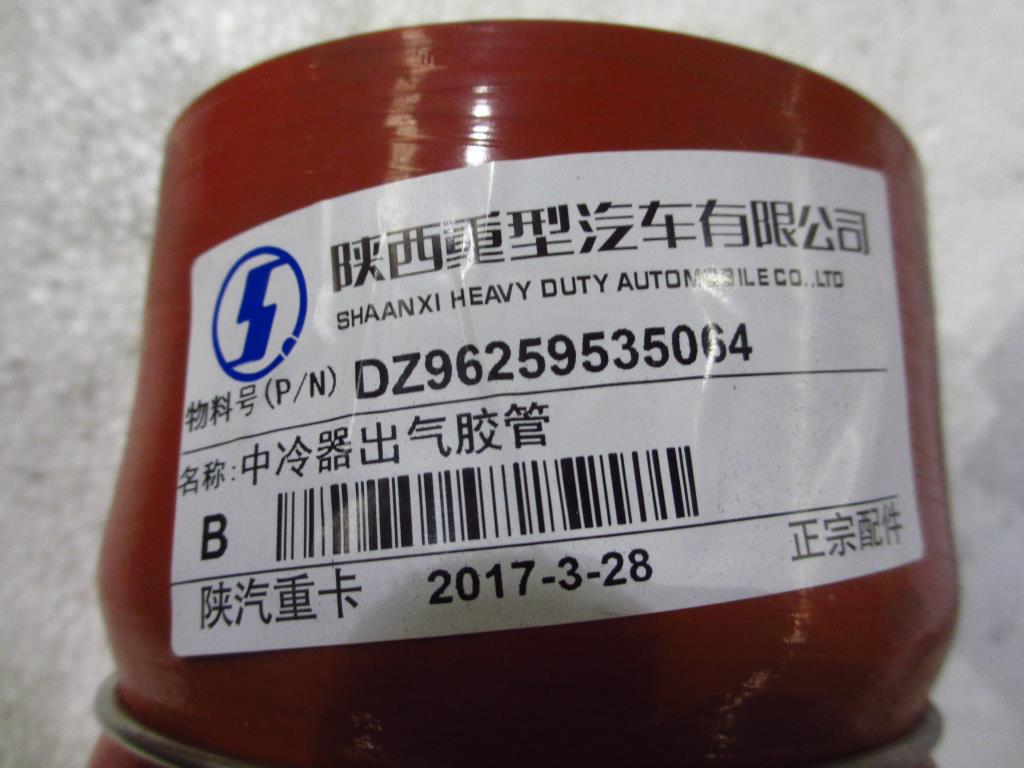 陕西重型汽车有限公司
SHAANXI HEAVY DUTY AUTOMOBILE CO.,LTD
物料号(P/N) DZ96259535064
名称:中冷器出气胶管
B
陕汽重卡 2017-3-28 正宗配件